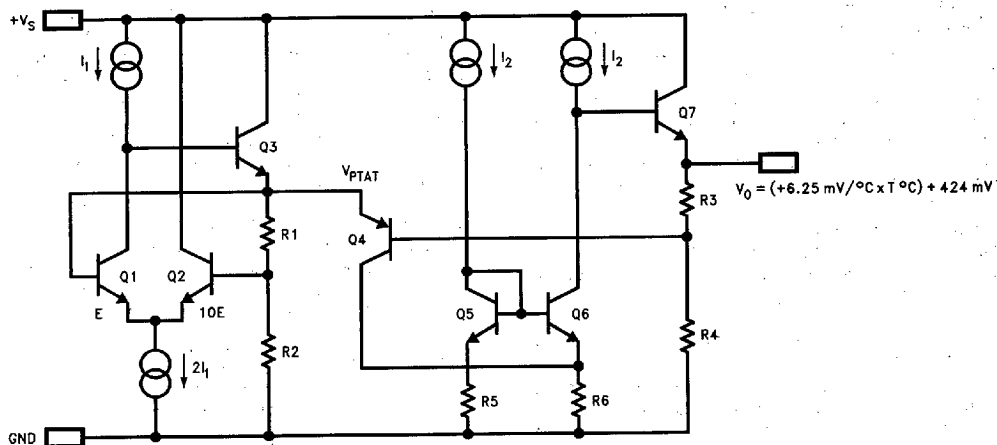 +VS
I1
I2
I2
Q3
Q7
VPTAT
VO = (+6.25 mV/°C x T °C) + 424 mV
R1
Q4
R3
Q1
Q2
E
10E
Q5
Q6
R2
R4
2I1
R5
R6
GND